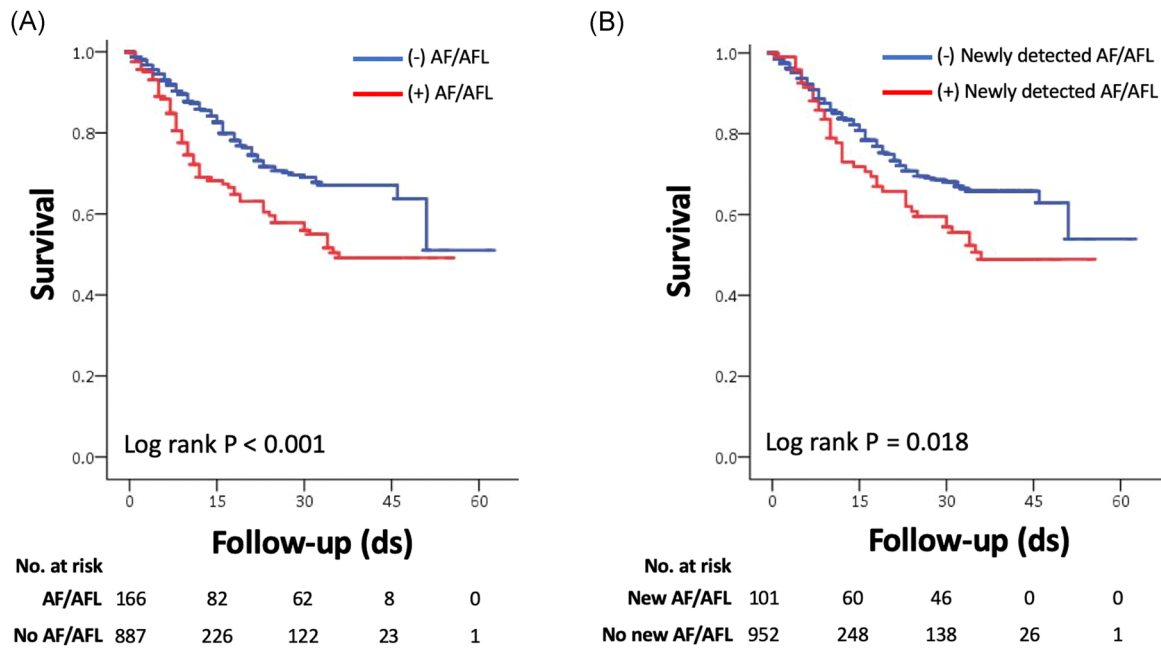 (A)
1.0
0.8
0.6
0.4
0.2
0.0
Survival
(-) AF/AFL
(+) AF/AFL
Log rank P < 0.001
0 15 30 45 60
Follow-up (ds)
No. at risk
AF/AFL 166 82 62 8 0
No AF/AFL 887 226 122 23 1
(B)
1.0
0.8
0.6
0.4
0.2
0.0
Survival
(-) Newly detected AF/AFL
(+) Newly detected AF/AFL
Log rank P = 0.018
0 15 30 45 60
Follow-up (ds)
No. at risk
New AF/AFL 101 60 46 0 0
No new AF/AFL 952 248 138 26 1